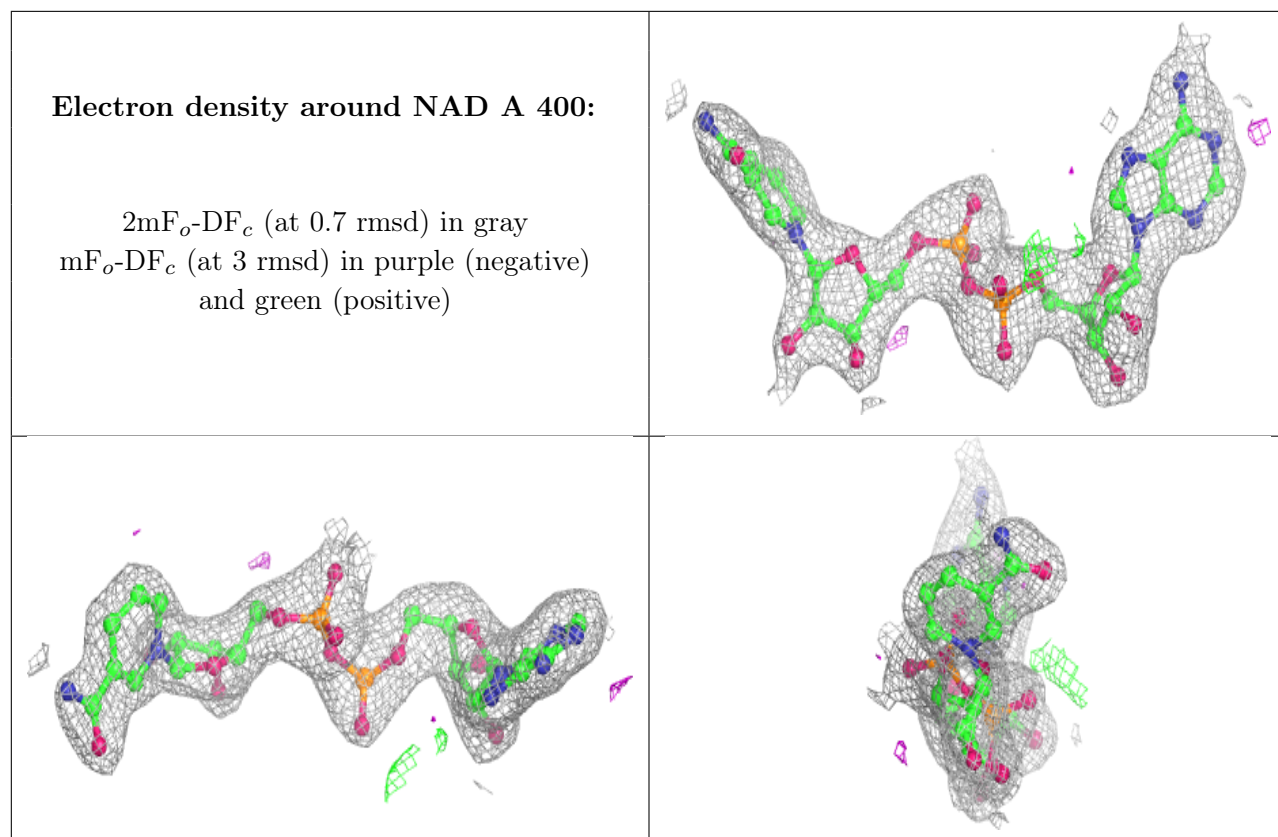 Electron density around NAD A 400:
2mFₒ-DF𝒸 (at 0.7 rmsd) in gray
mFₒ-DF𝒸 (at 3 rmsd) in purple (negative)
and green (positive)